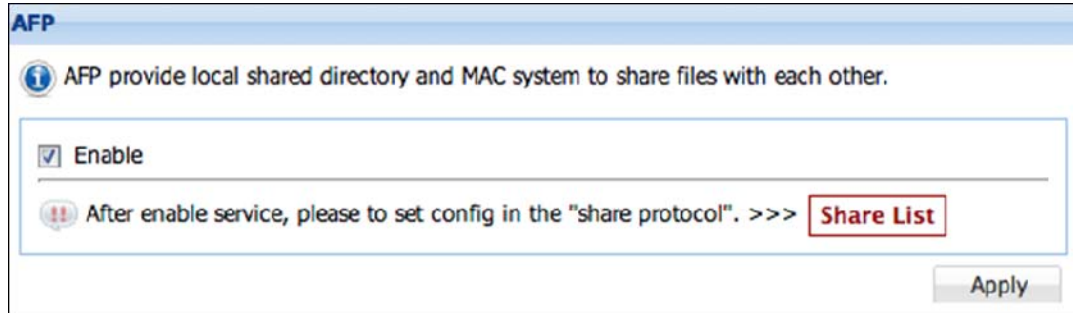 AFP
AFP provide local shared directory and MAC system to share files with each other.
Enable
After enable service, please to set config in the "share protocol". >>> Share List
Apply